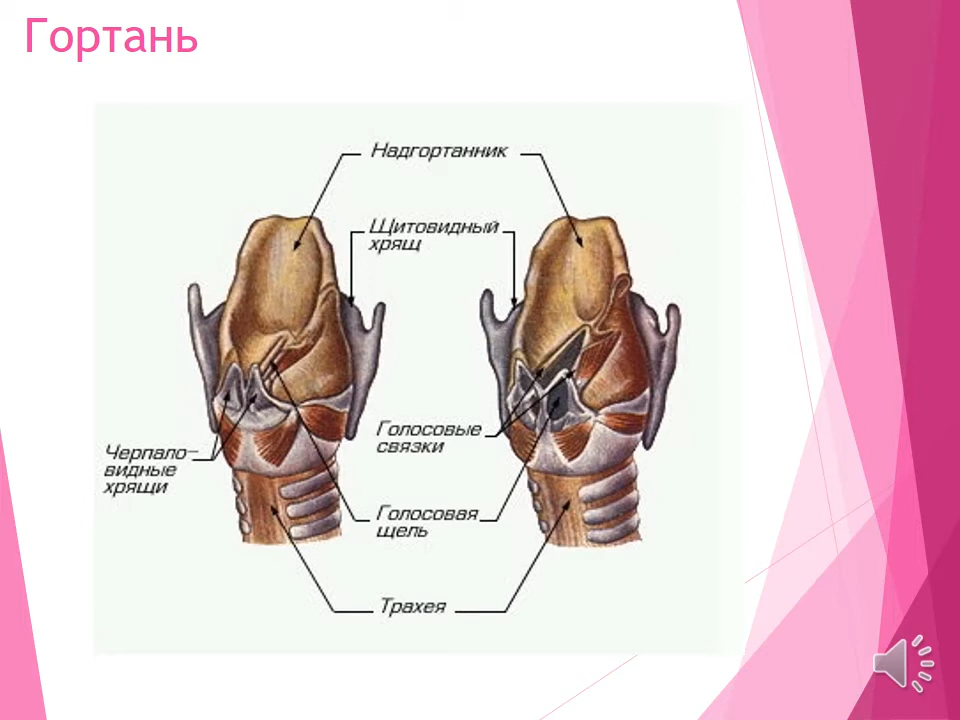 Гортань
Надгортанник
Щитовидный
хрящ
Голосовые
связки
Черпало-
видные
хрящи
Голосовая
щель
Трахея